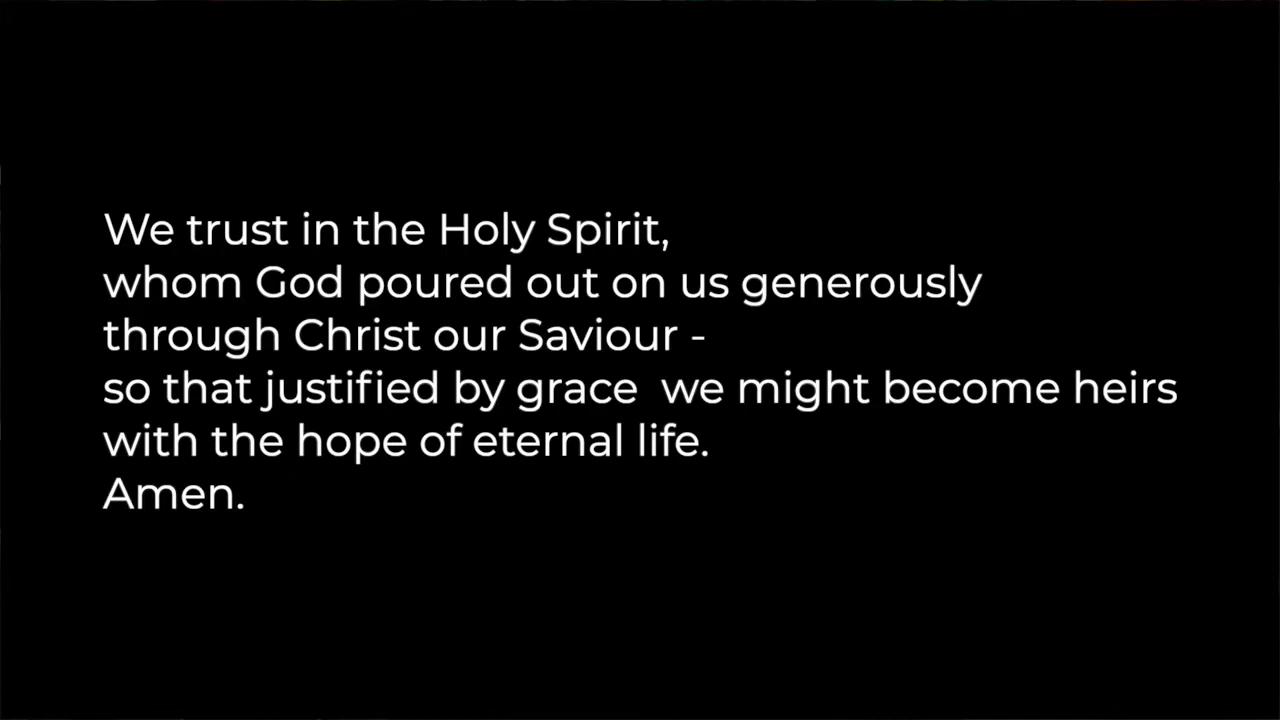 We trust in the Holy Spirit,
whom God poured out on us generously
through Christ our Saviour -
so that justified by grace  we might become heirs
with the hope of eternal life.
Amen.